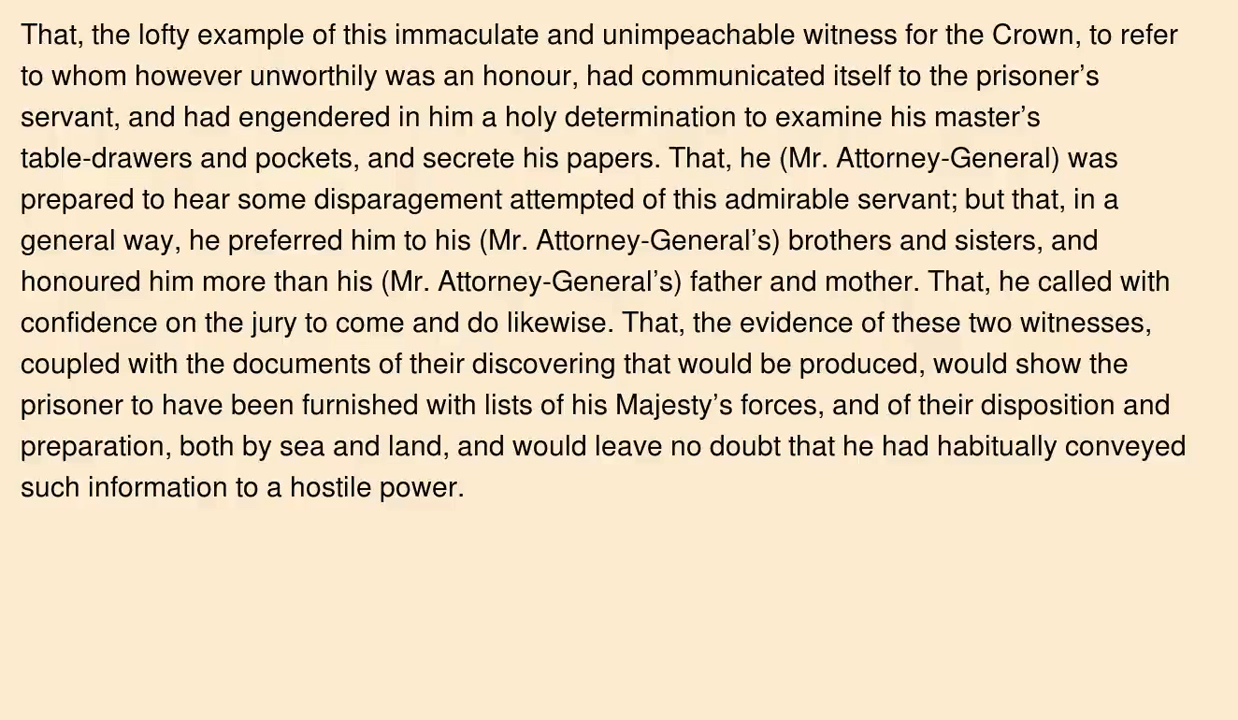 That, the lofty example of this immaculate and unimpeachable witness for the Crown, to refer
to whom however unworthily was an honour, had communicated itself to the prisoner’s
servant, and had engendered in him a holy determination to examine his master’s
table-drawers and pockets, and secrete his papers. That, he (Mr. Attorney-General) was
prepared to hear some disparagement attempted of this admirable servant; but that, in a
general way, he preferred him to his (Mr. Attorney-General’s) brothers and sisters, and
honoured him more than his (Mr. Attorney-General’s) father and mother. That, he called with
confidence on the jury to come and do likewise. That, the evidence of these two witnesses,
coupled with the documents of their discovering that would be produced, would show the
prisoner to have been furnished with lists of his Majesty’s forces, and of their disposition and
preparation, both by sea and land, and would leave no doubt that he had habitually conveyed
such information to a hostile power.